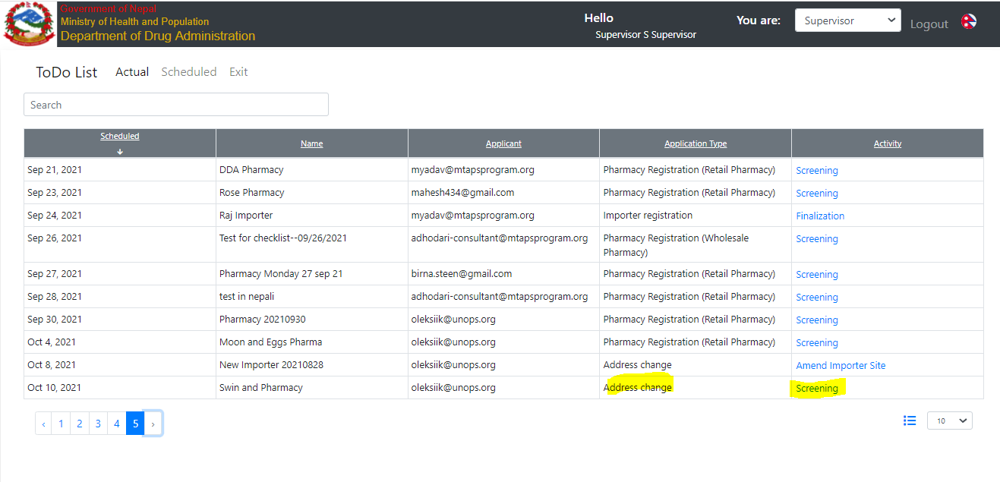 Government of Nepal
Ministry of Health and Population
Department of Drug Administration
Hello
Supervisor S Supervisor
You are:
Supervisor
Logout
ToDo List Actual Scheduled Exit
Search
Scheduled Name Applicant Application Type Activity
Sep 21, 2021 DDA Pharmacy myadav@mtapsprogram.org Pharmacy Registration (Retail Pharmacy) Screening
Sep 23, 2021 Rose Pharmacy mahesh434@gmail.com Pharmacy Registration (Retail Pharmacy) Screening
Sep 24, 2021 Raj Importer myadav@mtapsprogram.org Importer registration Finalization
Sep 26, 2021 Test for checklist--09/26/2021 adhodari-consultant@mtapsprogram.org Pharmacy Registration (Wholesale Screening
Pharmacy)
Sep 27, 2021 Pharmacy Monday 27 sep 21 birna.steen@gmail.com Pharmacy Registration (Retail Pharmacy) Screening
Sep 28, 2021 test in nepali adhodari-consultant@mtapsprogram.org Pharmacy Registration (Retail Pharmacy) Screening
Sep 30, 2021 Pharmacy 20210930 oleksiik@unops.org Pharmacy Registration (Retail Pharmacy) Screening
Oct 4, 2021 Moon and Eggs Pharma oleksiik@unops.org Pharmacy Registration (Retail Pharmacy) Screening
Oct 8, 2021 New Importer 20210828 oleksiik@unops.org Address change Amend Importer Site
Oct 10, 2021 Swin and Pharmacy oleksiik@unops.org Address change Screening
‹ 1 2 3 4 5 › 10